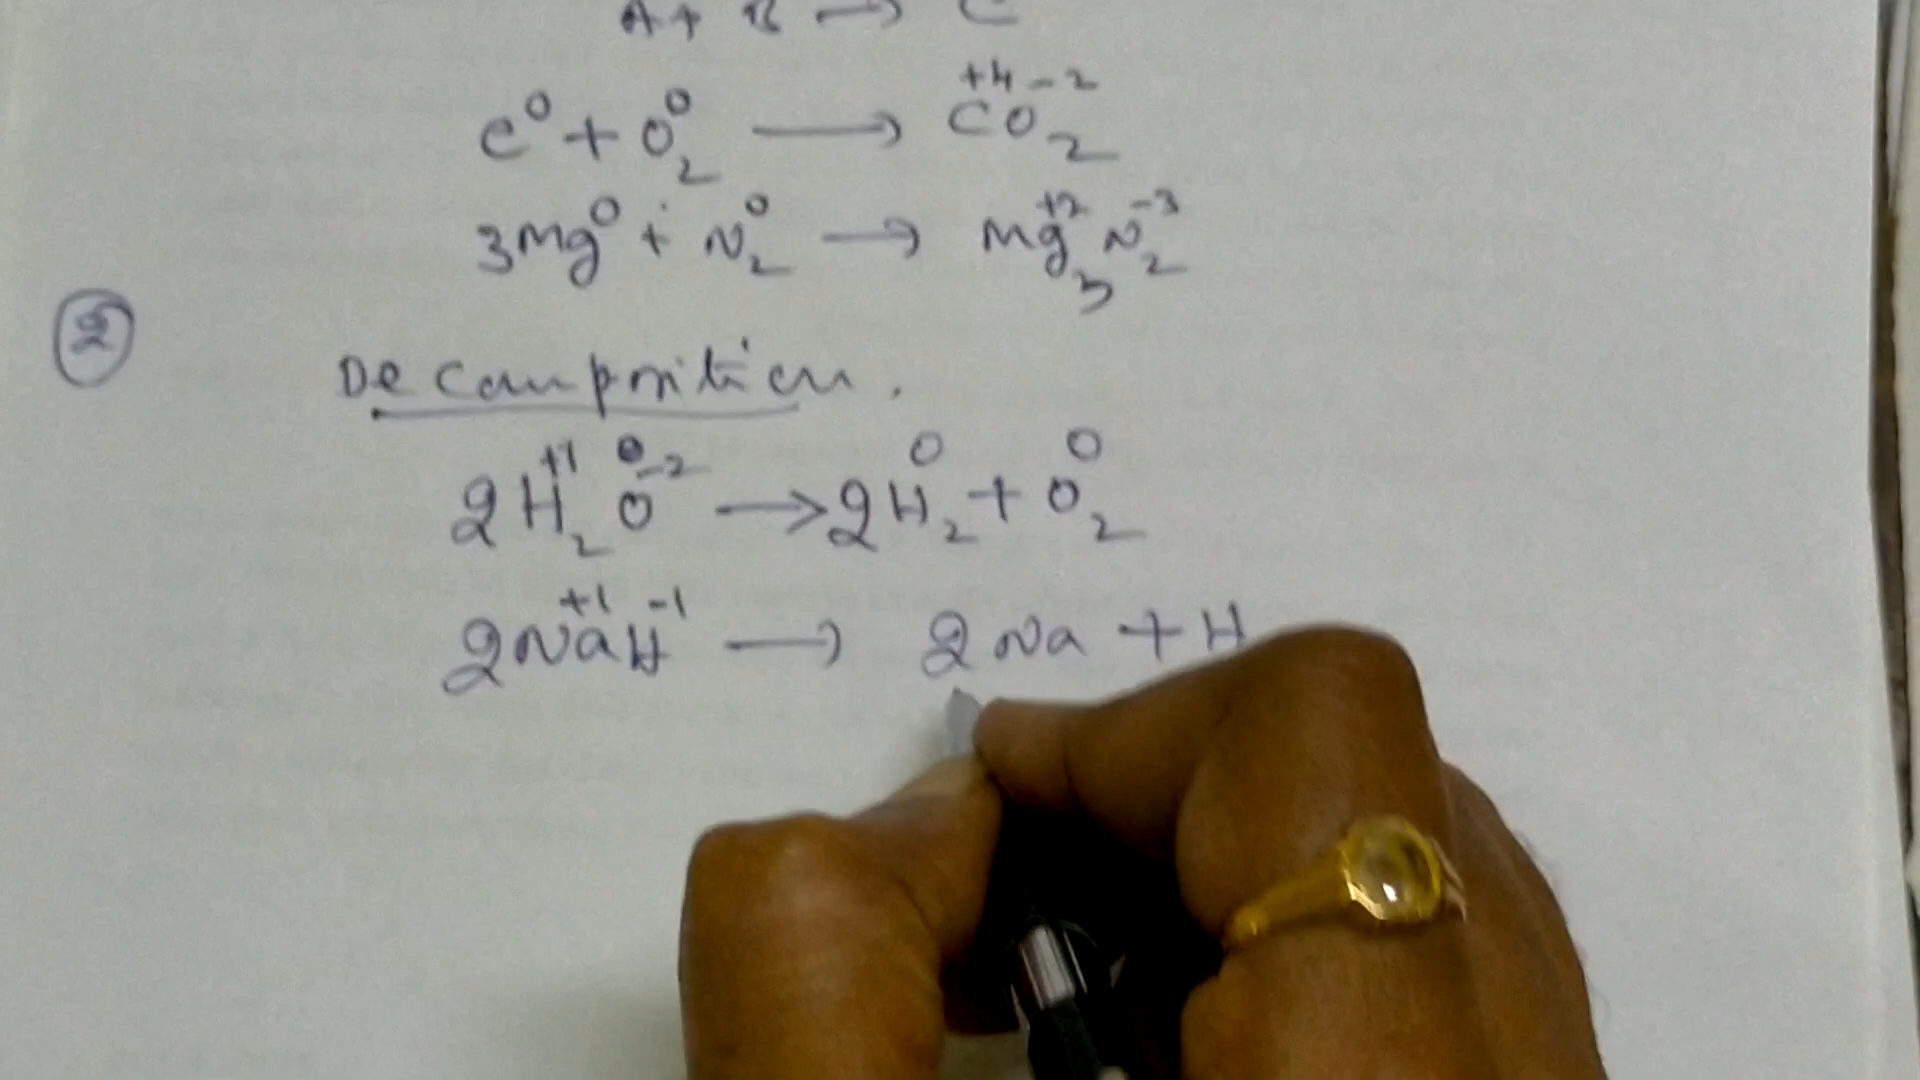 A + B → C
C⁰ + O₂⁰ → C⁺⁴O₂⁻²
3Mg⁰ + N₂⁰ → Mg₃⁺²N₂⁻³
② Decomposition.
2H₂⁺¹O⁻² → 2H₂⁰ + O₂⁰
2Na⁺¹H⁻¹ → 2Na + H